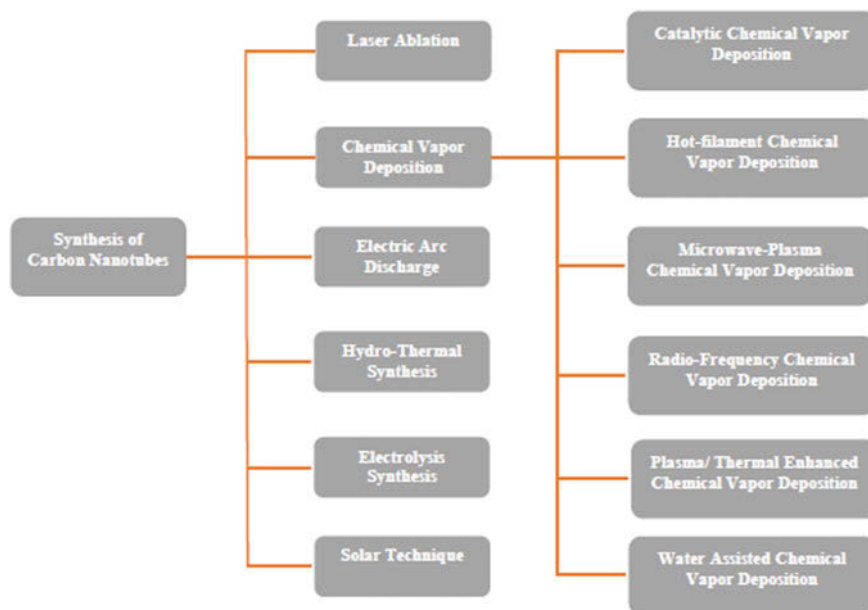 Synthesis of
Carbon Nanotubes
Laser Ablation
Chemical Vapor
Deposition
Electric Arc
Discharge
Hydro-Thermal
Synthesis
Electrolysis
Synthesis
Solar Technique
Catalytic Chemical Vapor
Deposition
Hot-filament Chemical
Vapor Deposition
Microwave-Plasma
Chemical Vapor Deposition
Radio-Frequency Chemical
Vapor Deposition
Plasma/ Thermal Enhanced
Chemical Vapor Deposition
Water Assisted Chemical
Vapor Deposition